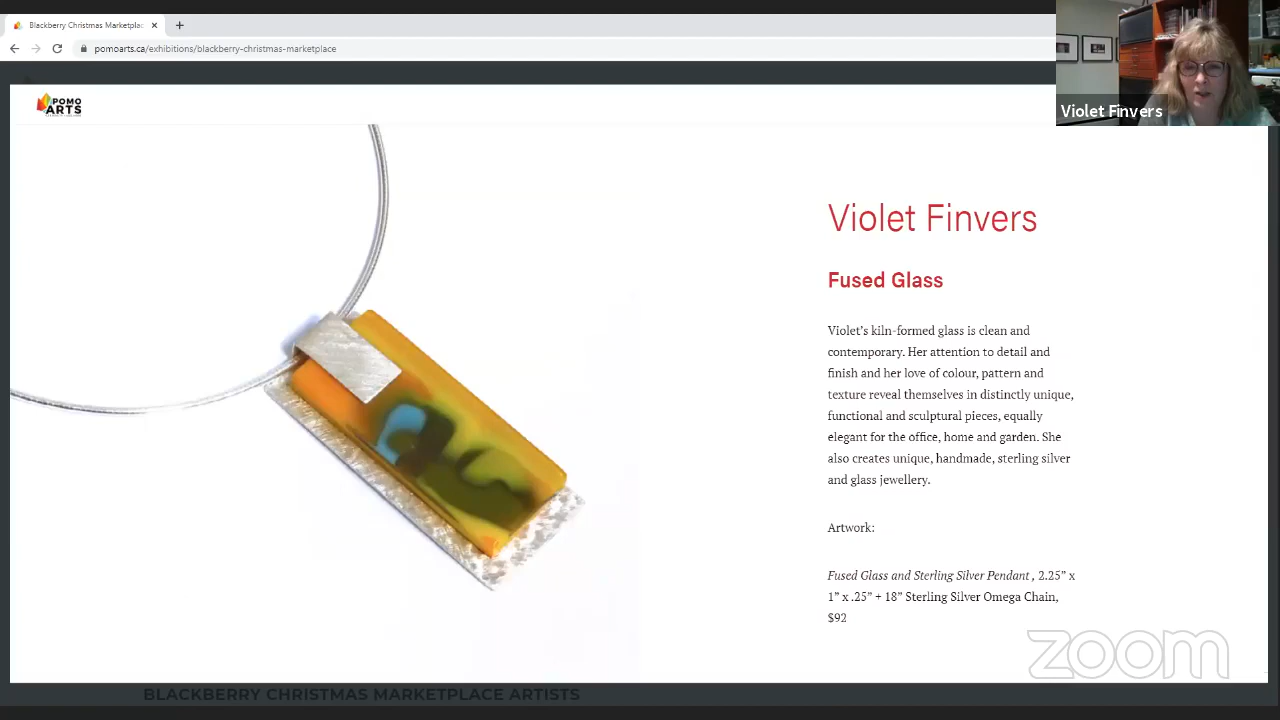 Blackberry Christmas Marketplac
pomoarts.ca/exhibitions/blackberry-christmas-marketplace
Violet Finvers
POMO
ARTS
Violet Finvers
Fused Glass
Violet’s kiln-formed glass is clean and
contemporary. Her attention to detail and
finish and her love of colour, pattern and
texture reveal themselves in distinctly unique,
functional and sculptural pieces, equally
elegant for the office, home and garden. She
also creates unique, handmade, sterling silver
and glass jewellery.
Artwork:
Fused Glass and Sterling Silver Pendant , 2.25” x
1” x .25” + 18” Sterling Silver Omega Chain,
$92
zoom
BLACKBERRY CHRISTMAS MARKETPLACE ARTISTS